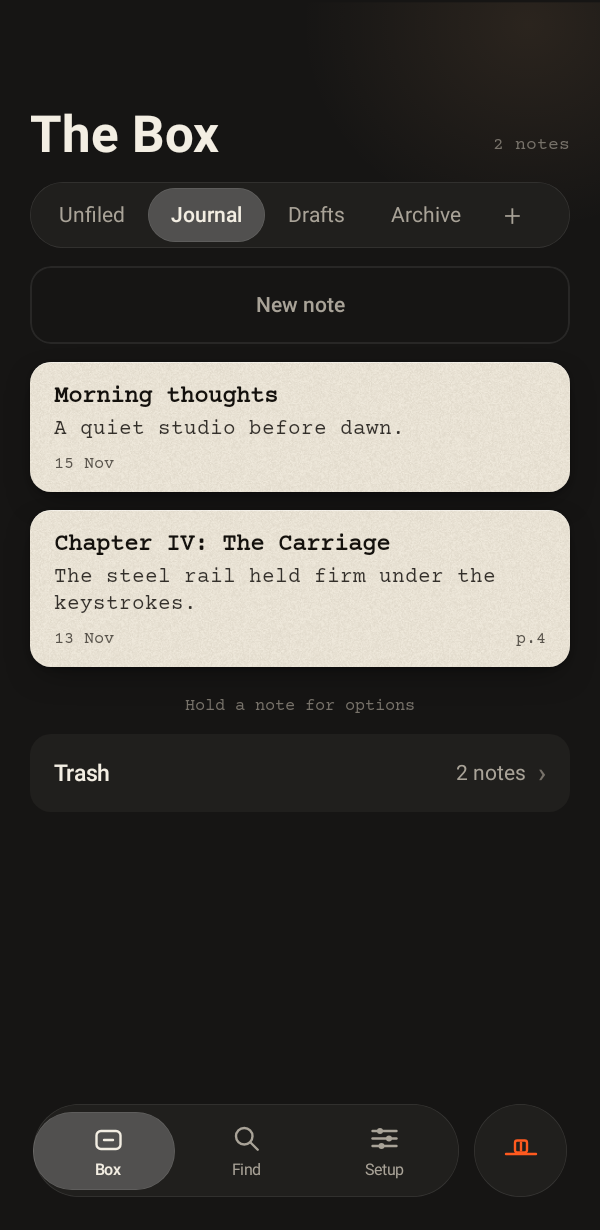 The Box
2 notes
Unfiled Journal Drafts Archive +
New note
Morning thoughts
A quiet studio before dawn.
15 Nov
Chapter IV: The Carriage
The steel rail held firm under the
keystrokes.
13 Nov p.4
Hold a note for options
Trash 2 notes ›
Box Find Setup